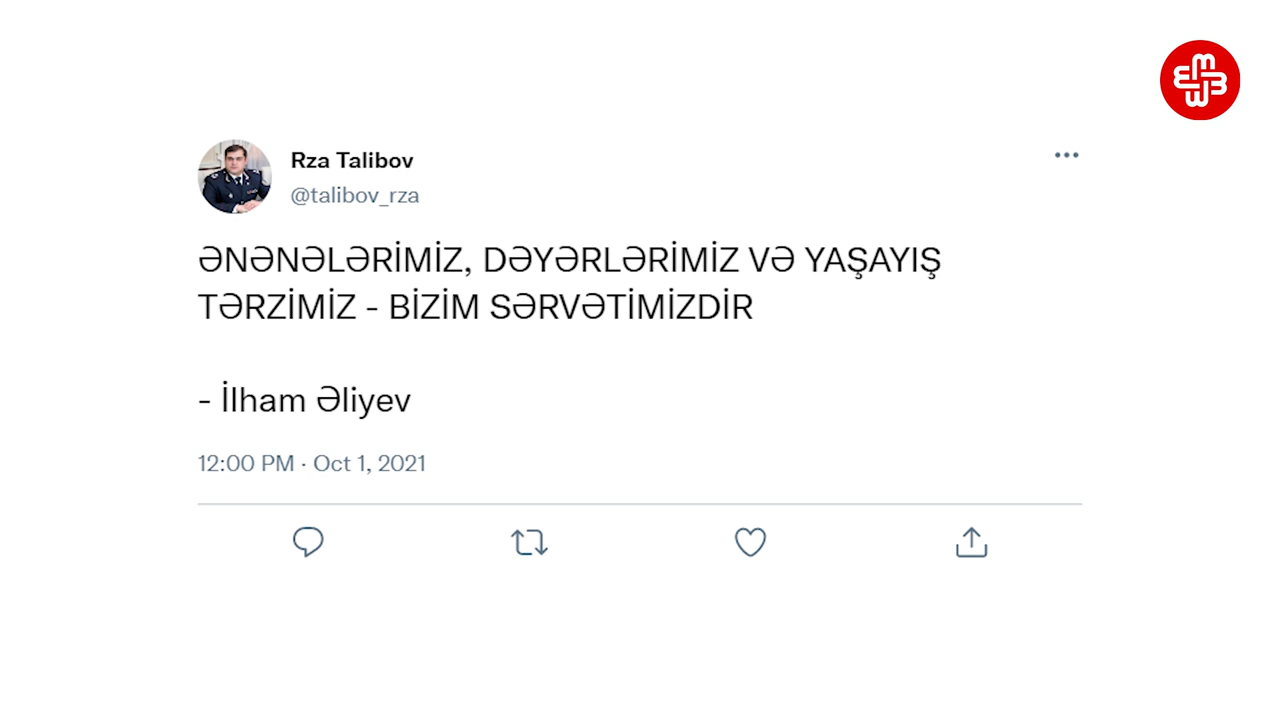 Rza Talibov
@talibov_rza
ƏNƏNƏLƏRİMİZ, DƏYƏRLƏRİMİZ VƏ YAŞAYIŞ
TƏRZİMİZ - BİZİM SƏRVƏTİMİZDİR
- İlham Əliyev
12:00 PM · Oct 1, 2021